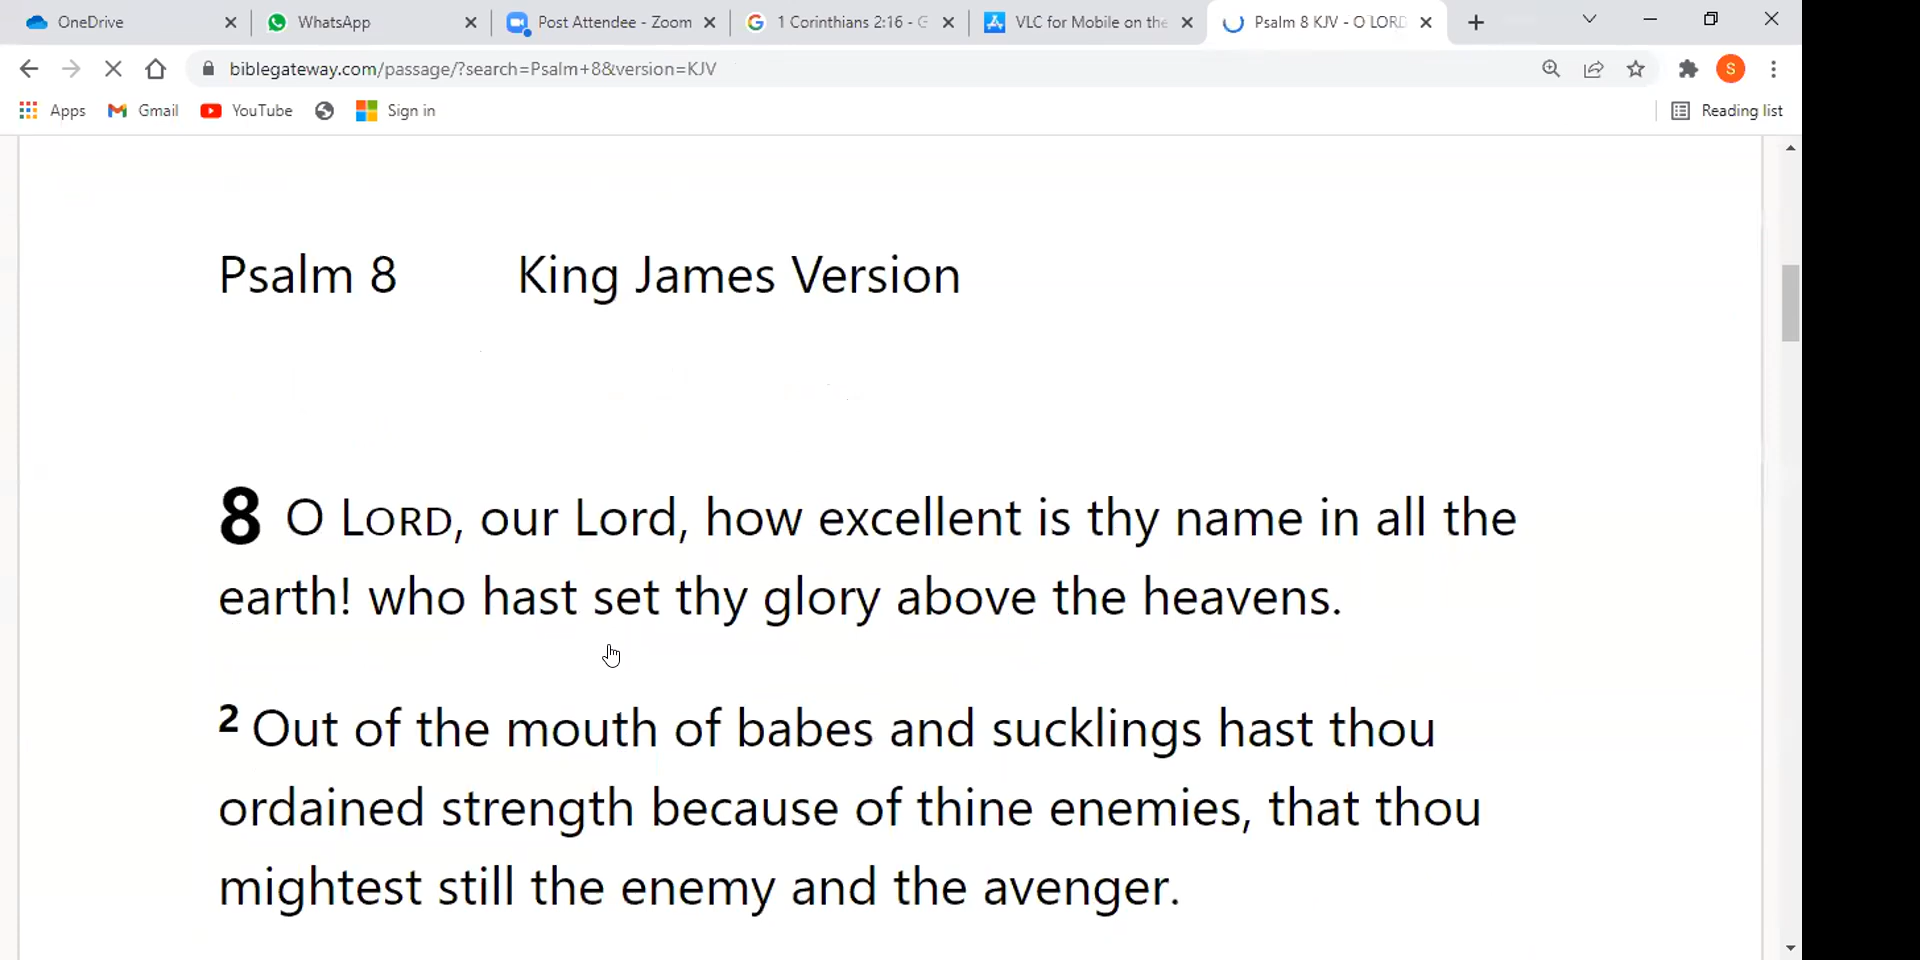 OneDrive
WhatsApp
Post Attendee - Zoom
1 Corinthians 2:16 - G
VLC for Mobile on the
Psalm 8 KJV - O LORD
biblegateway.com/passage/?search=Psalm+8&version=KJV
S
Apps
Gmail
YouTube
Sign in
Reading list
Psalm 8 King James Version
8 O LORD, our Lord, how excellent is thy name in all the
earth! who hast set thy glory above the heavens.
2 Out of the mouth of babes and sucklings hast thou
ordained strength because of thine enemies, that thou
mightest still the enemy and the avenger.